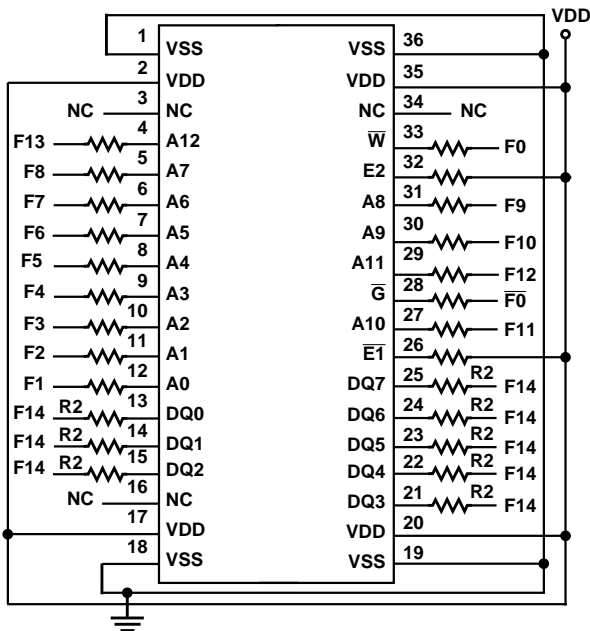 VDD
1 VSS VSS 36
2 VDD VDD 35
NC 3 NC NC 34 NC
F13 4 A12 W̅ 33 F0
F8 5 A7 E2 32
F7 6 A6 A8 31 F9
F6 7 A5 A9 30 F10
F5 8 A4 A11 29 F12
F4 9 A3 G̅ 28 F̅0̅
F3 10 A2 A10 27 F11
F2 11 A1 E̅1̅ 26
F1 12 A0 DQ7 25 R2 F14
F14 R2 13 DQ0 DQ6 24 R2 F14
F14 R2 14 DQ1 DQ5 23 R2 F14
F14 R2 15 DQ2 DQ4 22 R2 F14
NC 16 NC DQ3 21 R2 F14
17 VDD VDD 20
18 VSS VSS 19